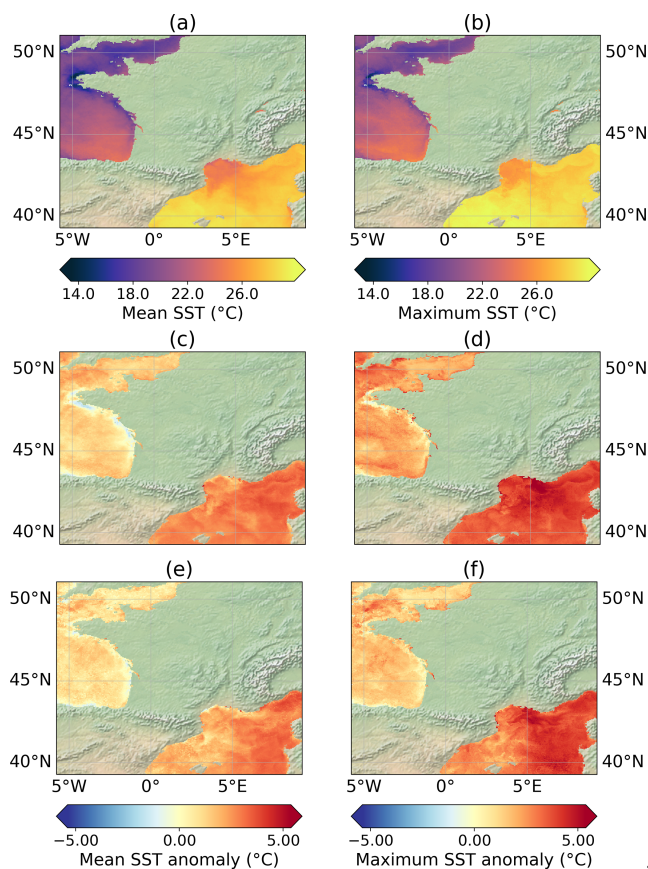 (a) (b)
50°N 50°N
45°N 45°N
40°N 40°N
5°W 0° 5°E 5°W 0° 5°E
14.0 18.0 22.0 26.0 14.0 18.0 22.0 26.0
Mean SST (°C) Maximum SST (°C)
(c) (d)
50°N 50°N
45°N 45°N
40°N 40°N
(e) (f)
50°N 50°N
45°N 45°N
40°N 40°N
5°W 0° 5°E 5°W 0° 5°E
−5.00 0.00 5.00 −5.00 0.00 5.00
Mean SST anomaly (°C) Maximum SST anomaly (°C)